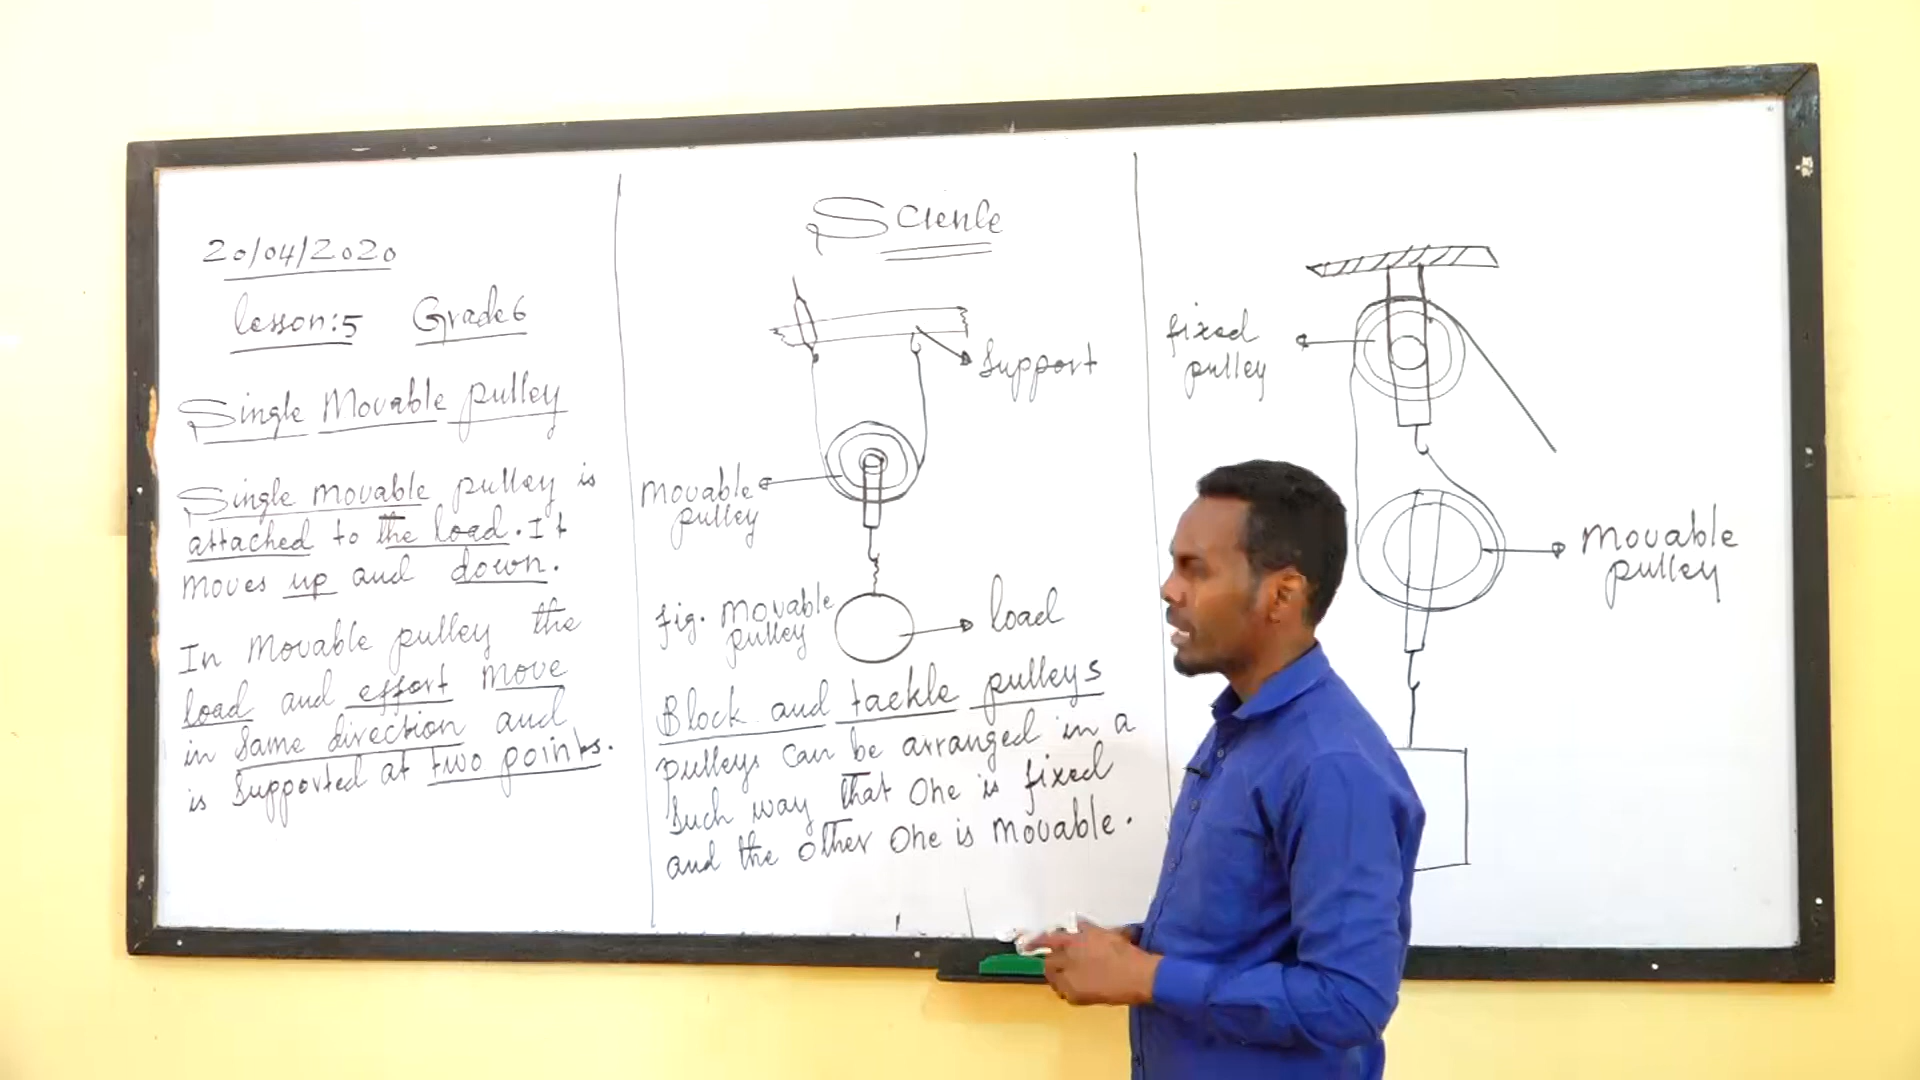 20/04/2020
lesson:5 Grade6
Single Movable pulley
Single movable pulley is
attached to the load. It
moves up and down.
In Movable pulley the
load and effort move
in same direction and
is supported at two points.
Science
support
Movable
pulley
fig. Movable
pulley
load
Block and tackle pulleys
pulleys can be arranged in a
such way that one is fixed
and the other one is movable.
fixed
pulley
Movable
pulley